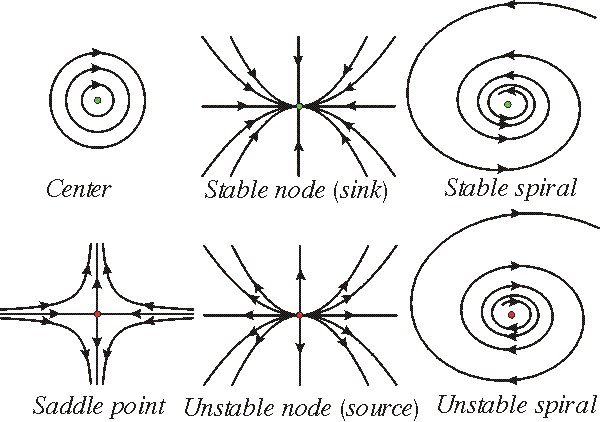 Center
Stable node (sink)
Stable spiral
Saddle point
Unstable node (source)
Unstable spiral